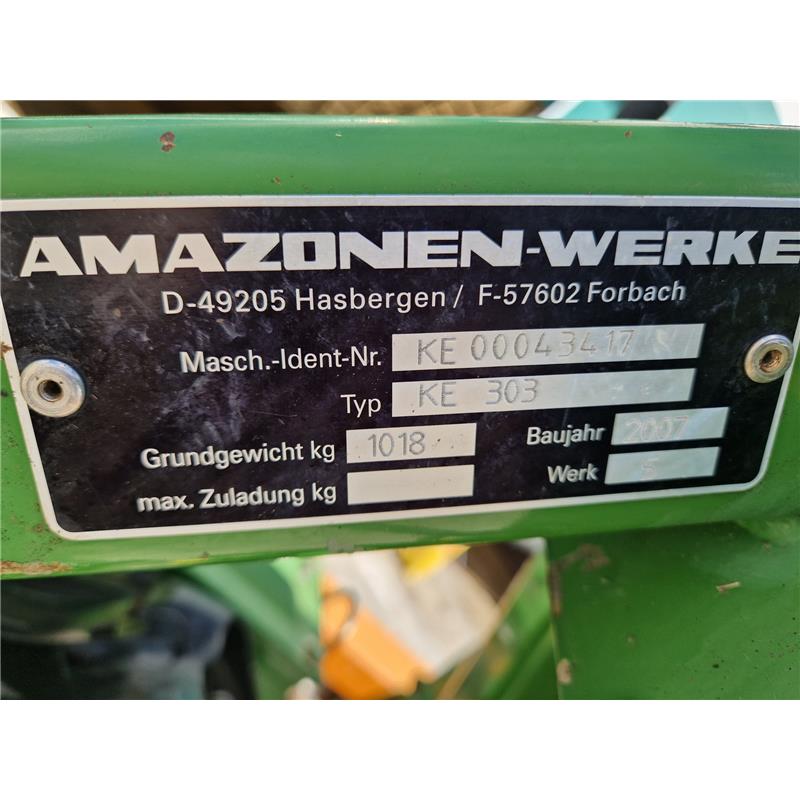 AMAZONEN-WERKE
D-49205 Hasbergen / F-57602 Forbach
Masch.-Ident-Nr. KE 00043417
Typ KE 303
Grundgewicht kg 1018 Baujahr 2007
max. Zuladung kg Werk 5